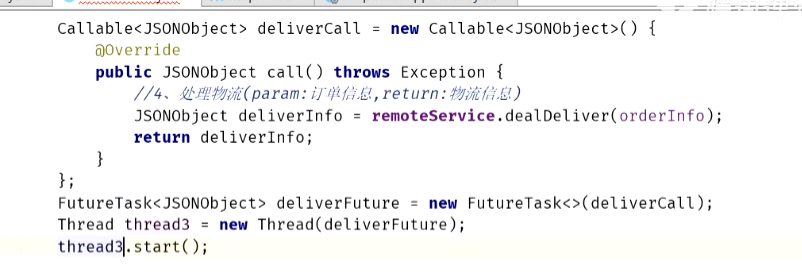 Callable<JSONObject> deliverCall = new Callable<JSONObject>() {
@Override
public JSONObject call() throws Exception {
//4、处理物流(param:订单信息,return:物流信息)
JSONObject deliverInfo = remoteService.dealDeliver(orderInfo);
return deliverInfo;
}
};
FutureTask<JSONObject> deliverFuture = new FutureTask<>(deliverCall);
Thread thread3 = new Thread(deliverFuture);
thread3.start();